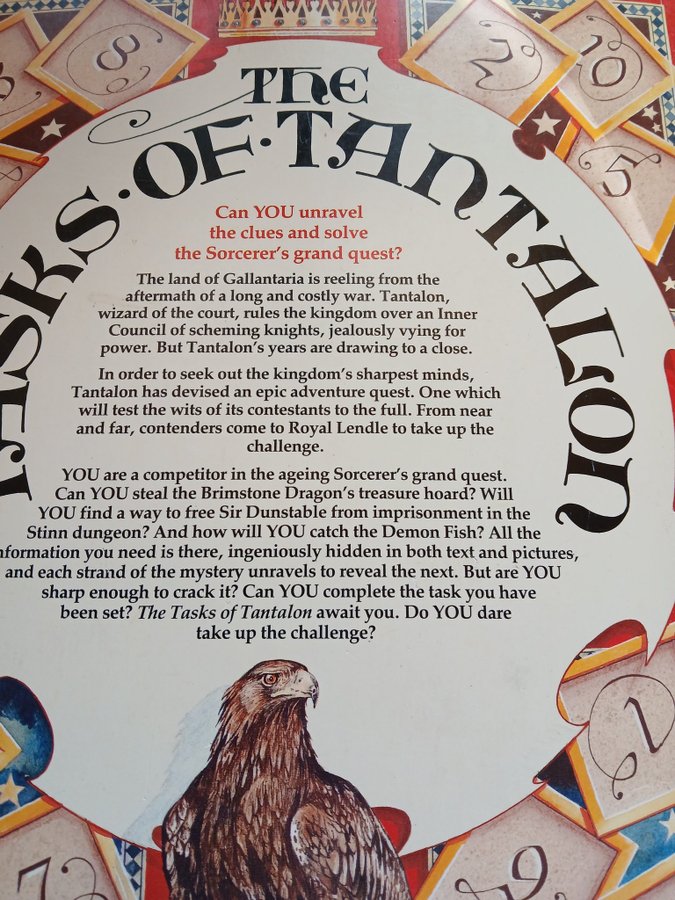 THE
TASKS·OF·TANTALON
Can YOU unravel
the clues and solve
the Sorcerer's grand quest?
The land of Gallantaria is reeling from the
aftermath of a long and costly war. Tantalon,
wizard of the court, rules the kingdom over an Inner
Council of scheming knights, jealously vying for
power. But Tantalon's years are drawing to a close.
In order to seek out the kingdom's sharpest minds,
Tantalon has devised an epic adventure quest. One which
will test the wits of its contestants to the full. From near
and far, contenders come to Royal Lendle to take up the
challenge.
YOU are a competitor in the ageing Sorcerer's grand quest.
Can YOU steal the Brimstone Dragon's treasure hoard? Will
YOU find a way to free Sir Dunstable from imprisonment in the
Stinn dungeon? And how will YOU catch the Demon Fish? All the
nformation you need is there, ingeniously hidden in both text and pictures,
and each strand of the mystery unravels to reveal the next. But are YOU
sharp enough to crack it? Can YOU complete the task you have
been set? The Tasks of Tantalon await you. Do YOU dare
take up the challenge?
8
2
10
5
1
7
9